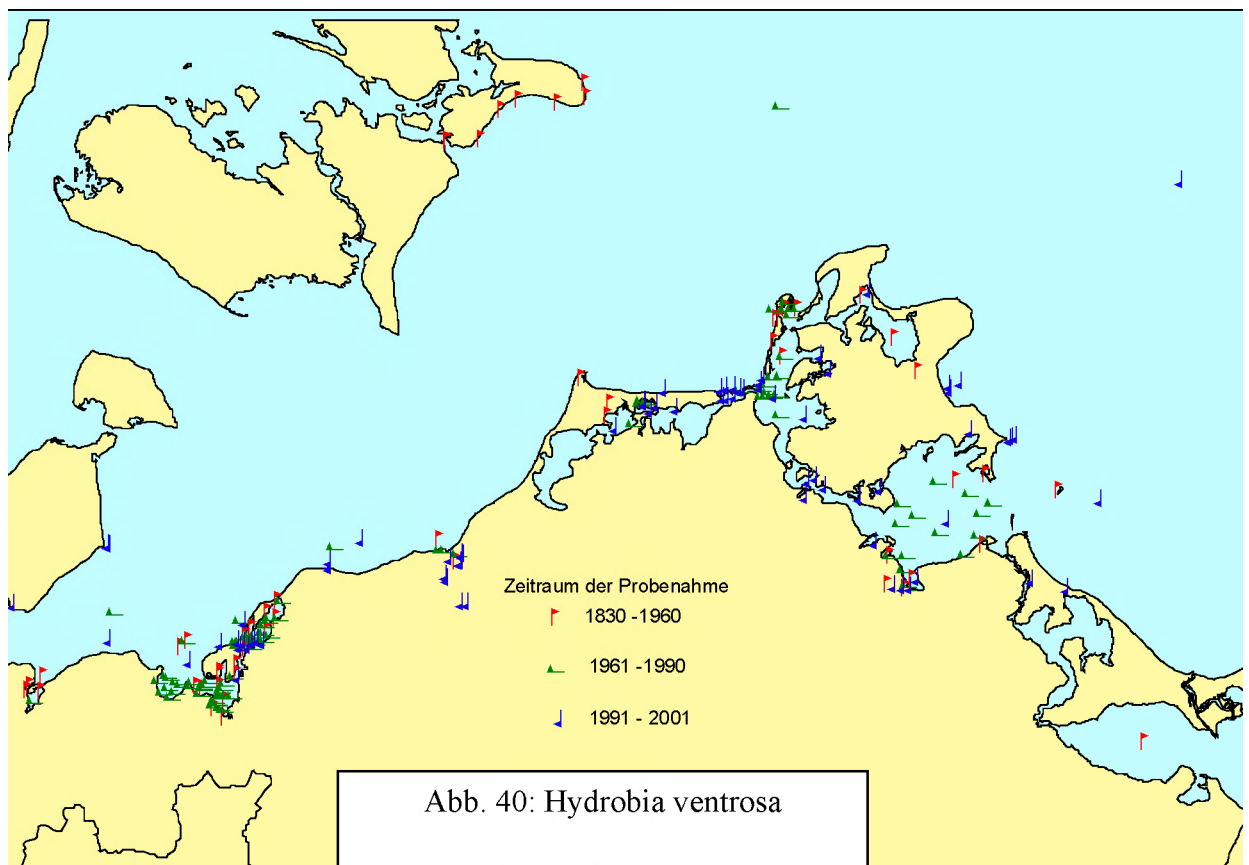 Zeitraum der Probenahme
1830 -1960
1961 -1990
1991 - 2001
Abb. 40: Hydrobia ventrosa